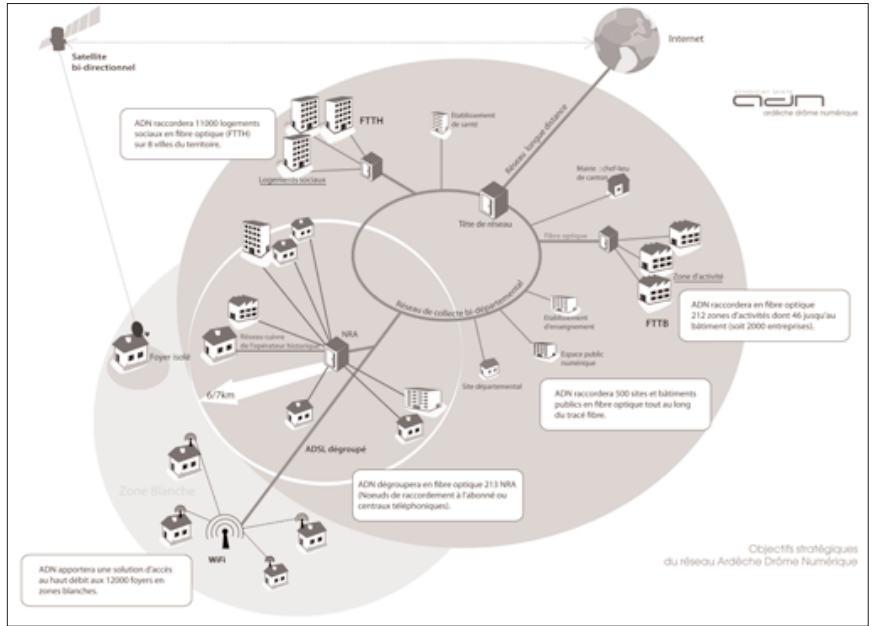 Satellite
bi-directionnel
Internet
SYNDICAT MIXTE
adn
ardèche drôme numérique
ADN raccordera 11000 logements
sociaux en fibre optique (FTTH)
sur 8 villes du territoire.
FTTH
Logements sociaux
Etablissement
de santé
Réseau longue distance
Tête de réseau
Mairie : chef-lieu
de canton
Fibre optique
Zone d'activité
FTTB
ADN raccordera en fibre optique
212 zones d'activités dont 46 jusqu'au
bâtiment (soit 2000 entreprises).
Réseau de collecte bi-départemental
Etablissement
d'enseignement
Espace public
numérique
Site départemental
NRA
Réseau cuivre
de l'opérateur historique
Foyer isolé
6/7km
ADSL dégroupé
ADN raccordera 500 sites et bâtiments
publics en fibre optique tout au long
du tracé fibre.
ADN dégroupera en fibre optique 213 NRA
(Noeuds de raccordement à l'abonné ou
centraux téléphoniques).
Zone Blanche
WiFi
ADN apportera une solution d'accès
au haut débit aux 12000 foyers en
zones blanches.
Objectifs stratégiques
du réseau Ardèche Drôme Numérique